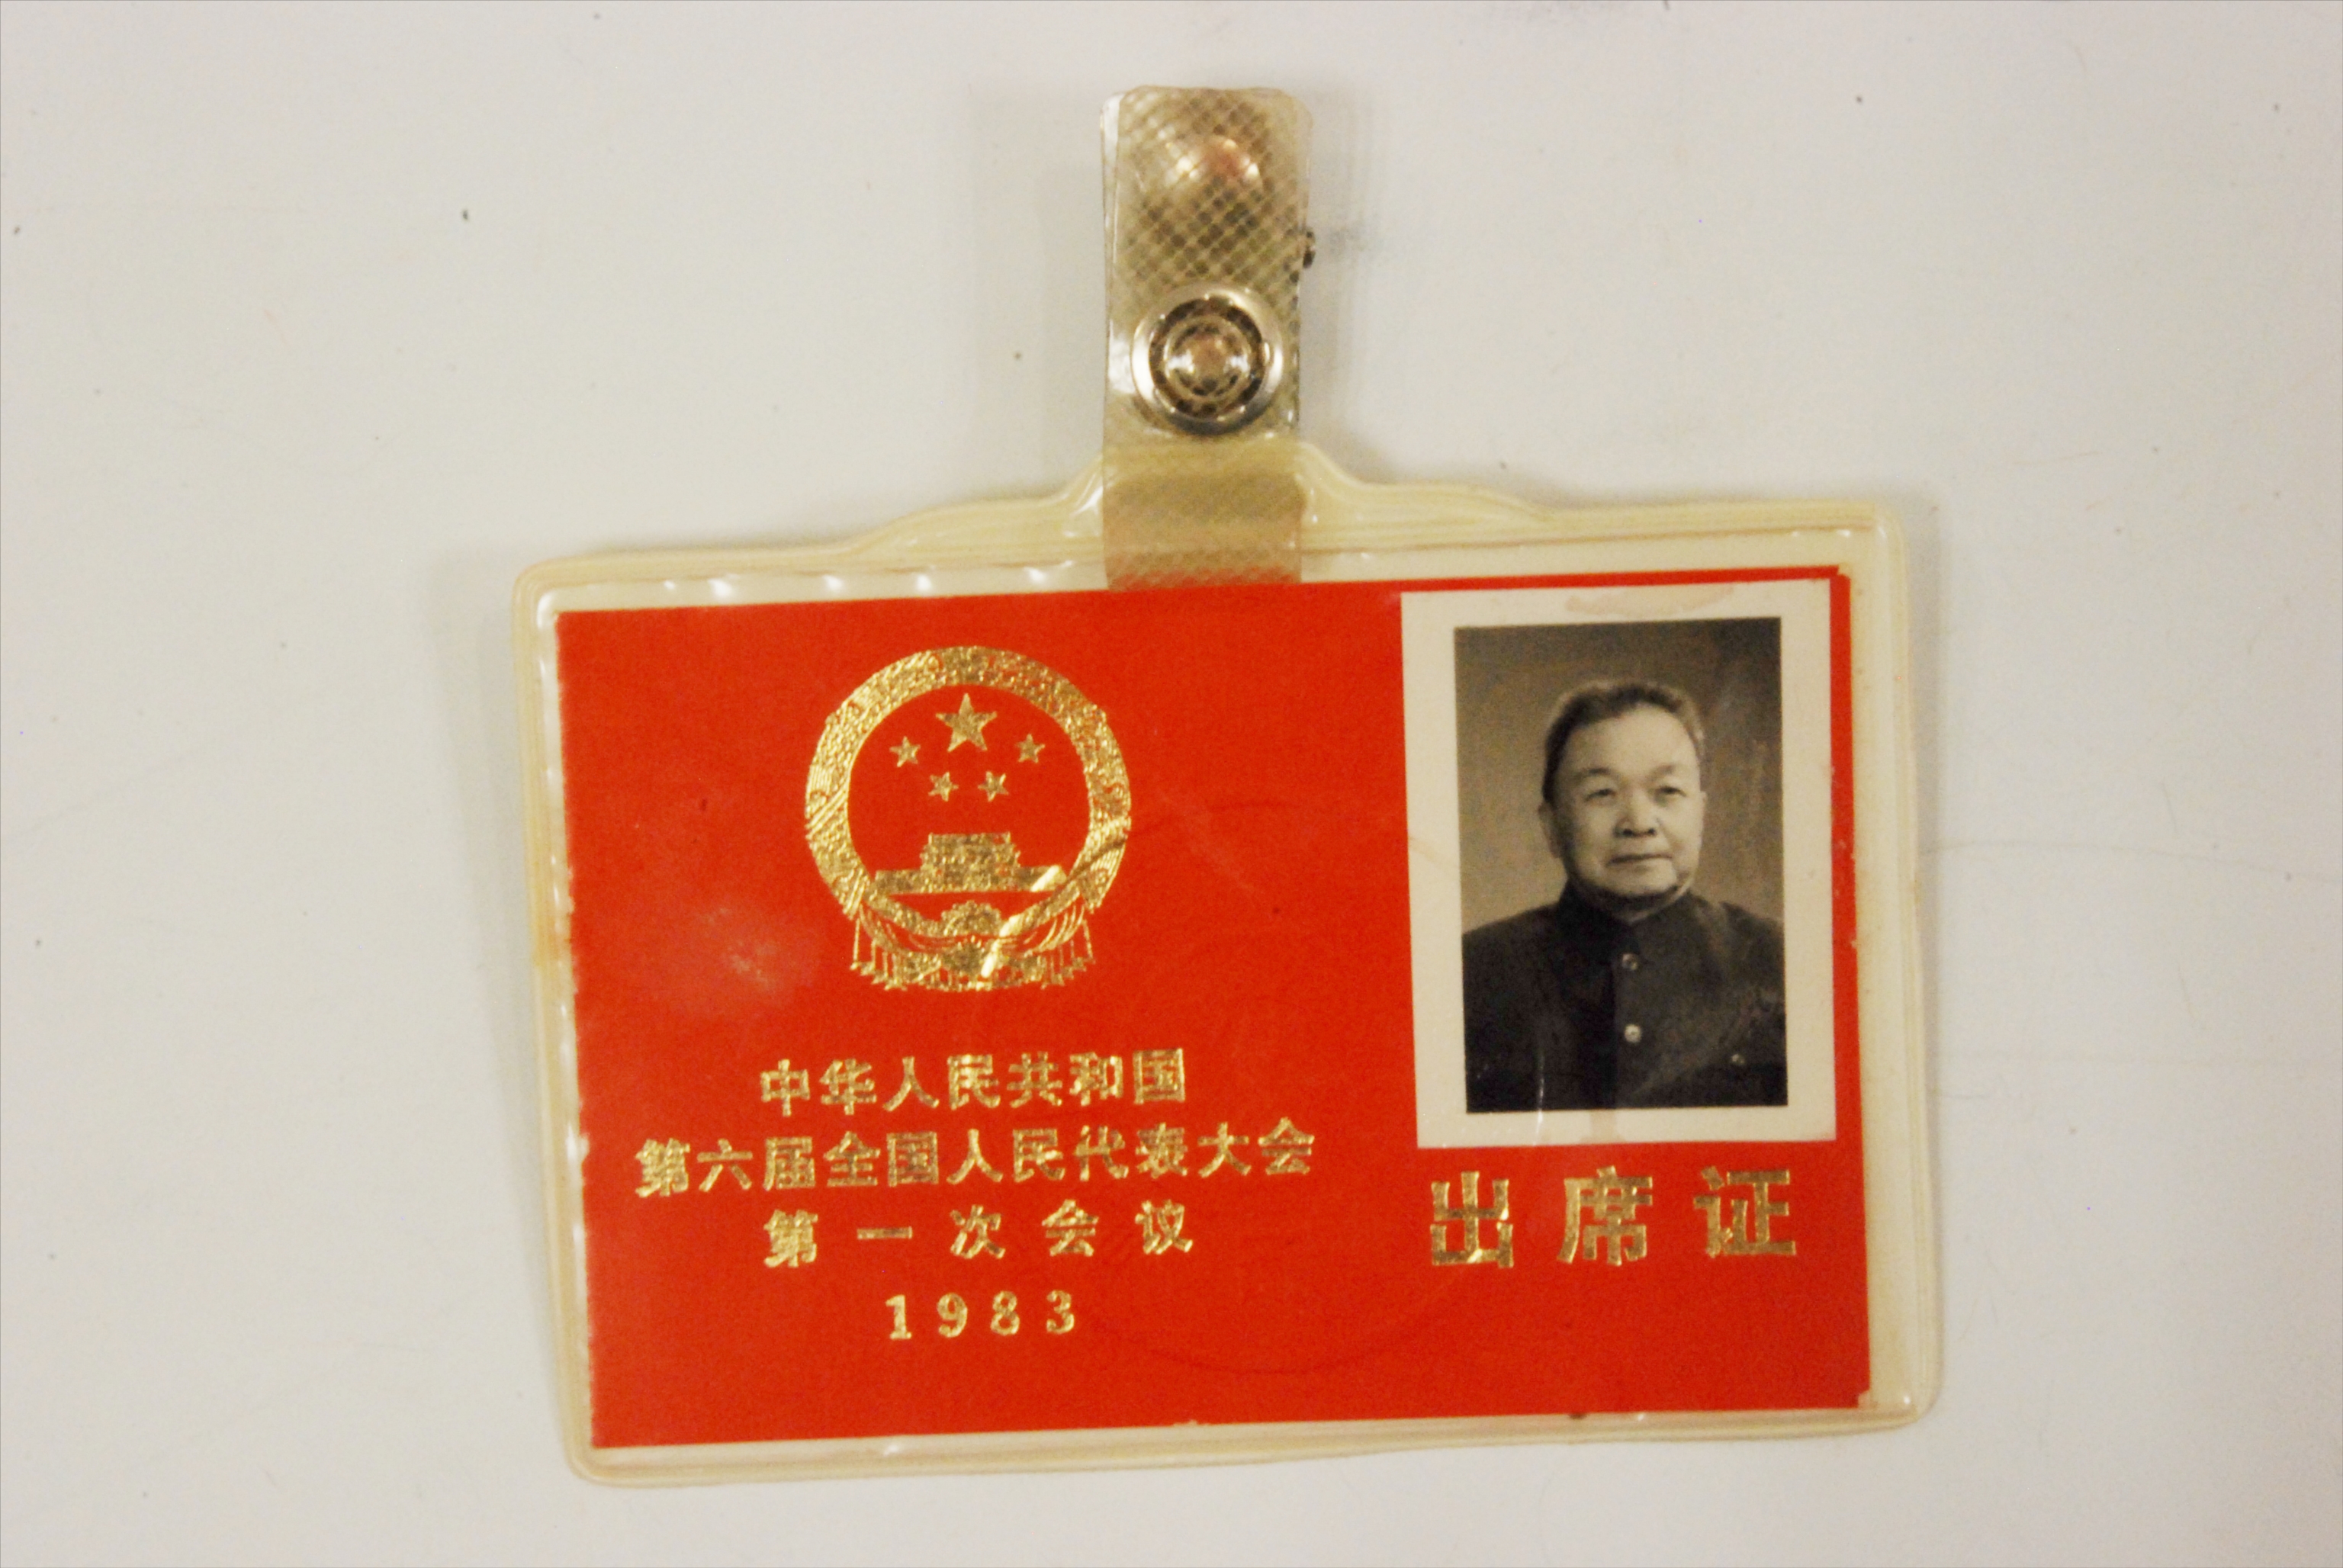 中华人民共和国
第六届全国人民代表大会
第一次会议
1983
出席证